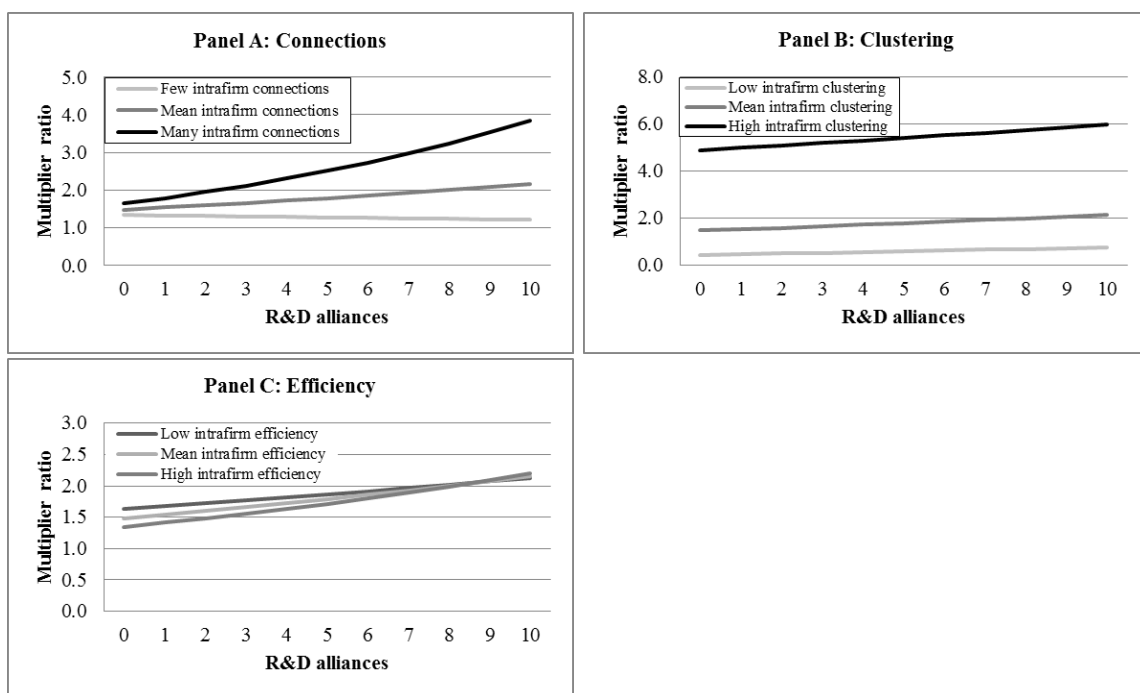 Panel A: Connections
Multiplier ratio
5.0
4.0
3.0
2.0
1.0
0.0
Few intrafirm connections
Mean intrafirm connections
Many intrafirm connections
0 1 2 3 4 5 6 7 8 9 10
R&D alliances
Panel B: Clustering
Multiplier ratio
8.0
6.0
4.0
2.0
0.0
Low intrafirm clustering
Mean intrafirm clustering
High intrafirm clustering
0 1 2 3 4 5 6 7 8 9 10
R&D alliances
Panel C: Efficiency
Multiplier ratio
3.0
2.5
2.0
1.5
1.0
0.5
0.0
Low intrafirm efficiency
Mean intrafirm efficiency
High intrafirm efficiency
0 1 2 3 4 5 6 7 8 9 10
R&D alliances